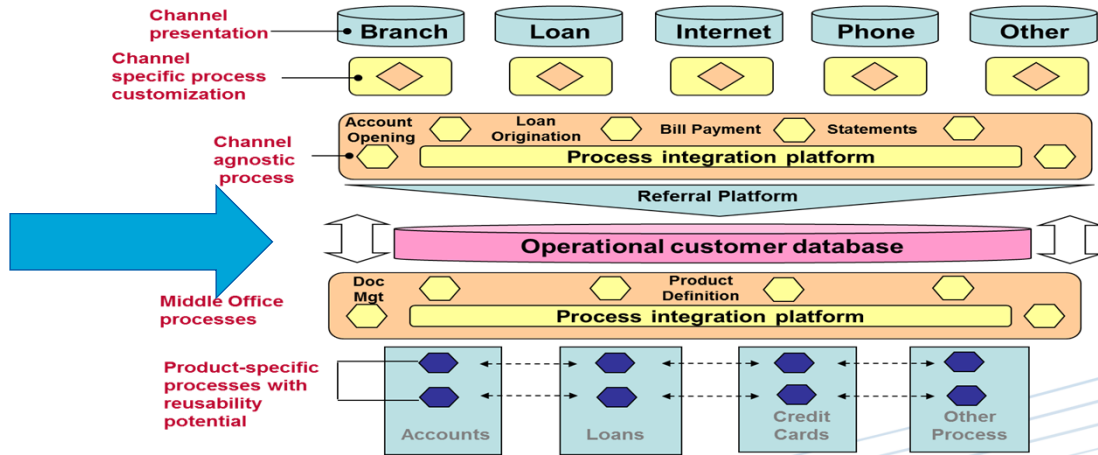 Channel
presentation
Branch
Loan
Internet
Phone
Other
Channel
specific process
customization
Account
Opening
Loan
Origination
Bill Payment
Statements
Channel
agnostic
process
Process integration platform
Referral Platform
Operational customer database
Middle Office
processes
Doc
Mgt
Product
Definition
Process integration platform
Product-specific
processes with
reusability
potential
Accounts
Loans
Credit
Cards
Other
Process